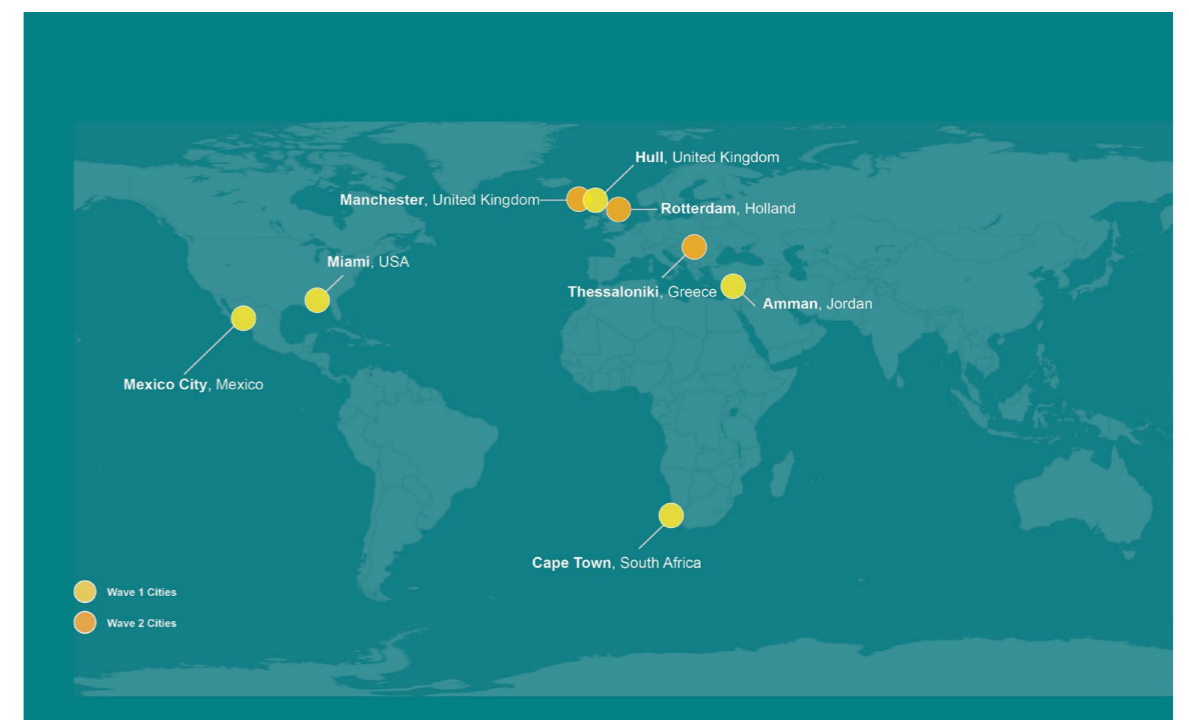 Hull, United Kingdom
Manchester, United Kingdom
Rotterdam, Holland
Miami, USA
Thessaloniki, Greece
Amman, Jordan
Mexico City, Mexico
Cape Town, South Africa
Wave 1 Cities
Wave 2 Cities